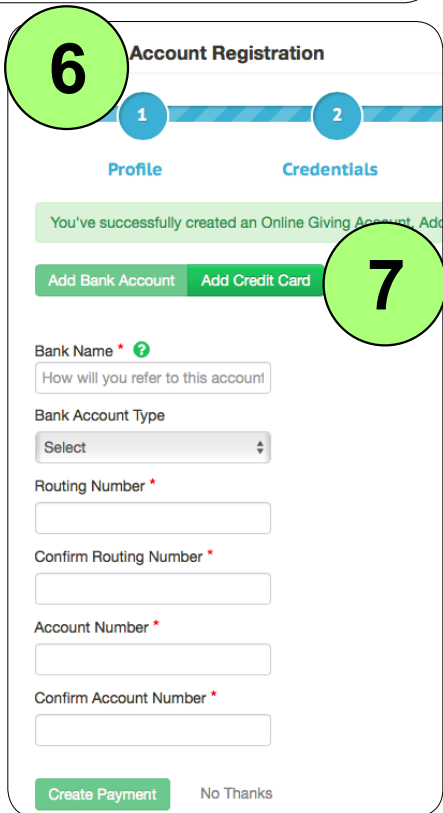 6
Account Registration
1 2
Profile Credentials
You've successfully created an Online Giving Account. Add
Add Bank Account Add Credit Card
7
Bank Name *
How will you refer to this account
Bank Account Type
Select
Routing Number *
Confirm Routing Number *
Account Number *
Confirm Account Number *
Create Payment No Thanks